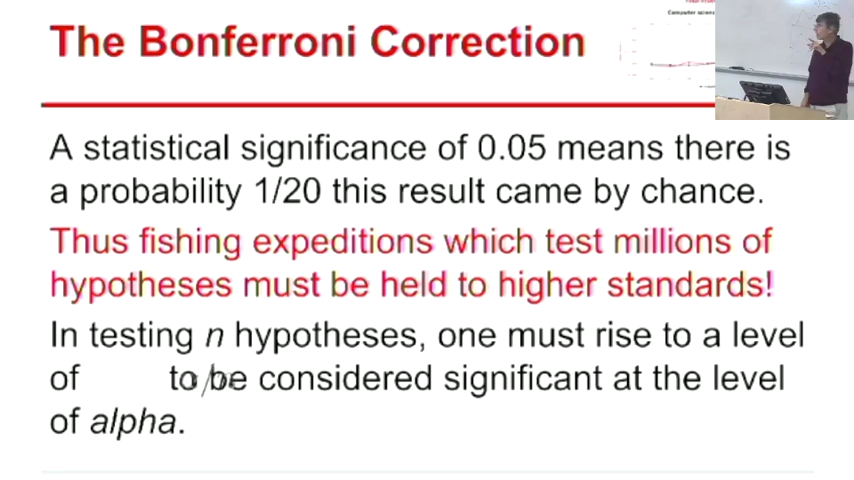 The Bonferroni Correction
Computer scien
A statistical significance of 0.05 means there is
a probability 1/20 this result came by chance.
Thus fishing expeditions which test millions of
hypotheses must be held to higher standards!
In testing n hypotheses, one must rise to a level
of to be considered significant at the level
of alpha.